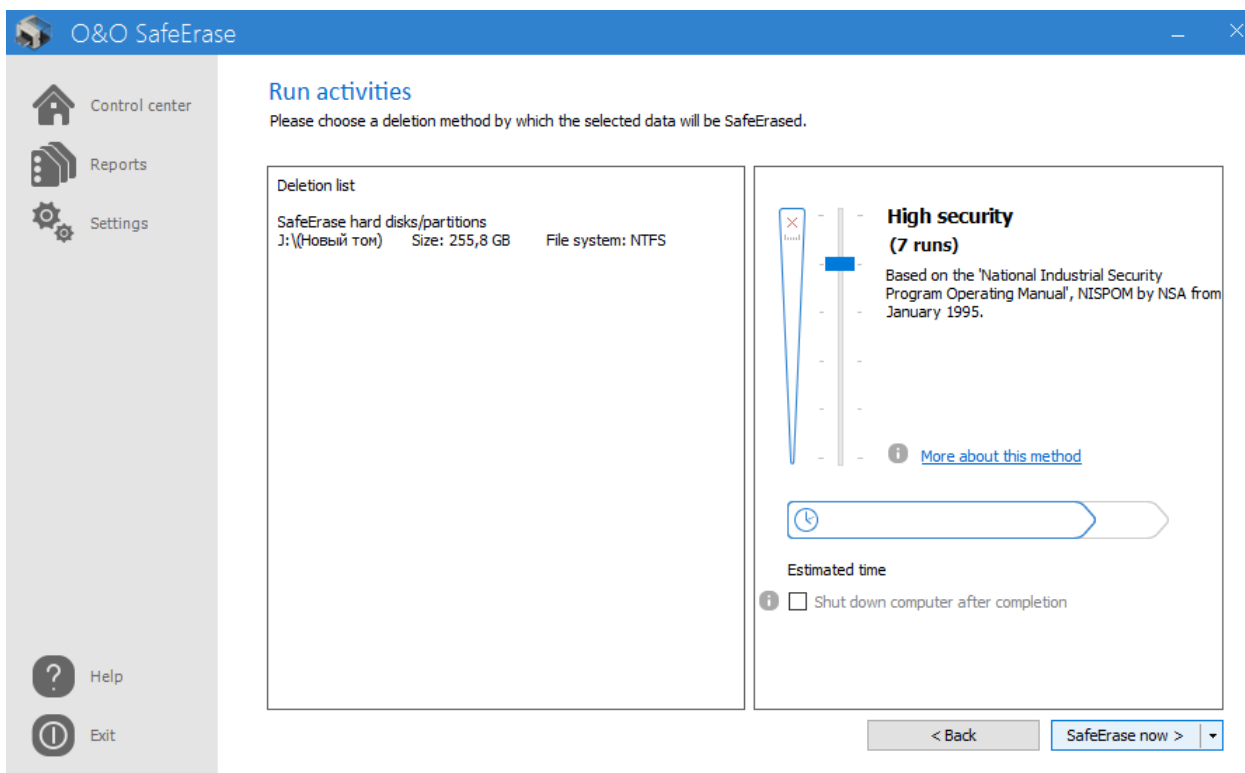 O&O SafeErase
Control center
Reports
Settings
Help
Exit
Run activities
Please choose a deletion method by which the selected data will be SafeErased.
Deletion list
SafeErase hard disks/partitions
J:\(Новый том) Size: 255,8 GB File system: NTFS
High security
(7 runs)
Based on the 'National Industrial Security
Program Operating Manual', NISPOM by NSA from
January 1995.
More about this method
Estimated time
Shut down computer after completion
< Back
SafeErase now >